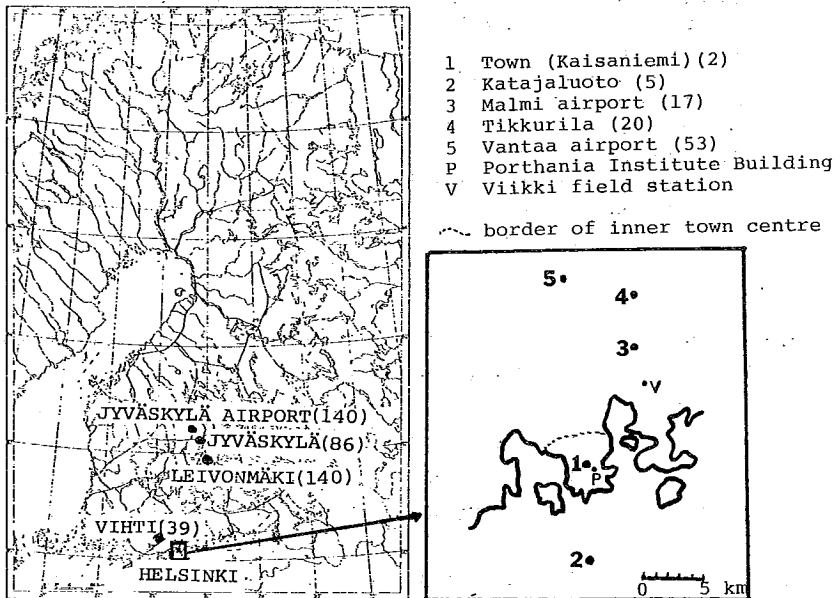 1 Town (Kaisaniemi) (2)
2 Katajaluoto (5)
3 Malmi airport (17)
4 Tikkurila (20)
5 Vantaa airport (53)
P Porthania Institute Building
V Viikki field station
border of inner town centre
JYVÄSKYLÄ AIRPORT(140)
JYVÄSKYLÄ(86)
LEIVONMÄKI(140)
VIHTI(39)
HELSINKI
5
4
3
V
1
P
2
0 5 km